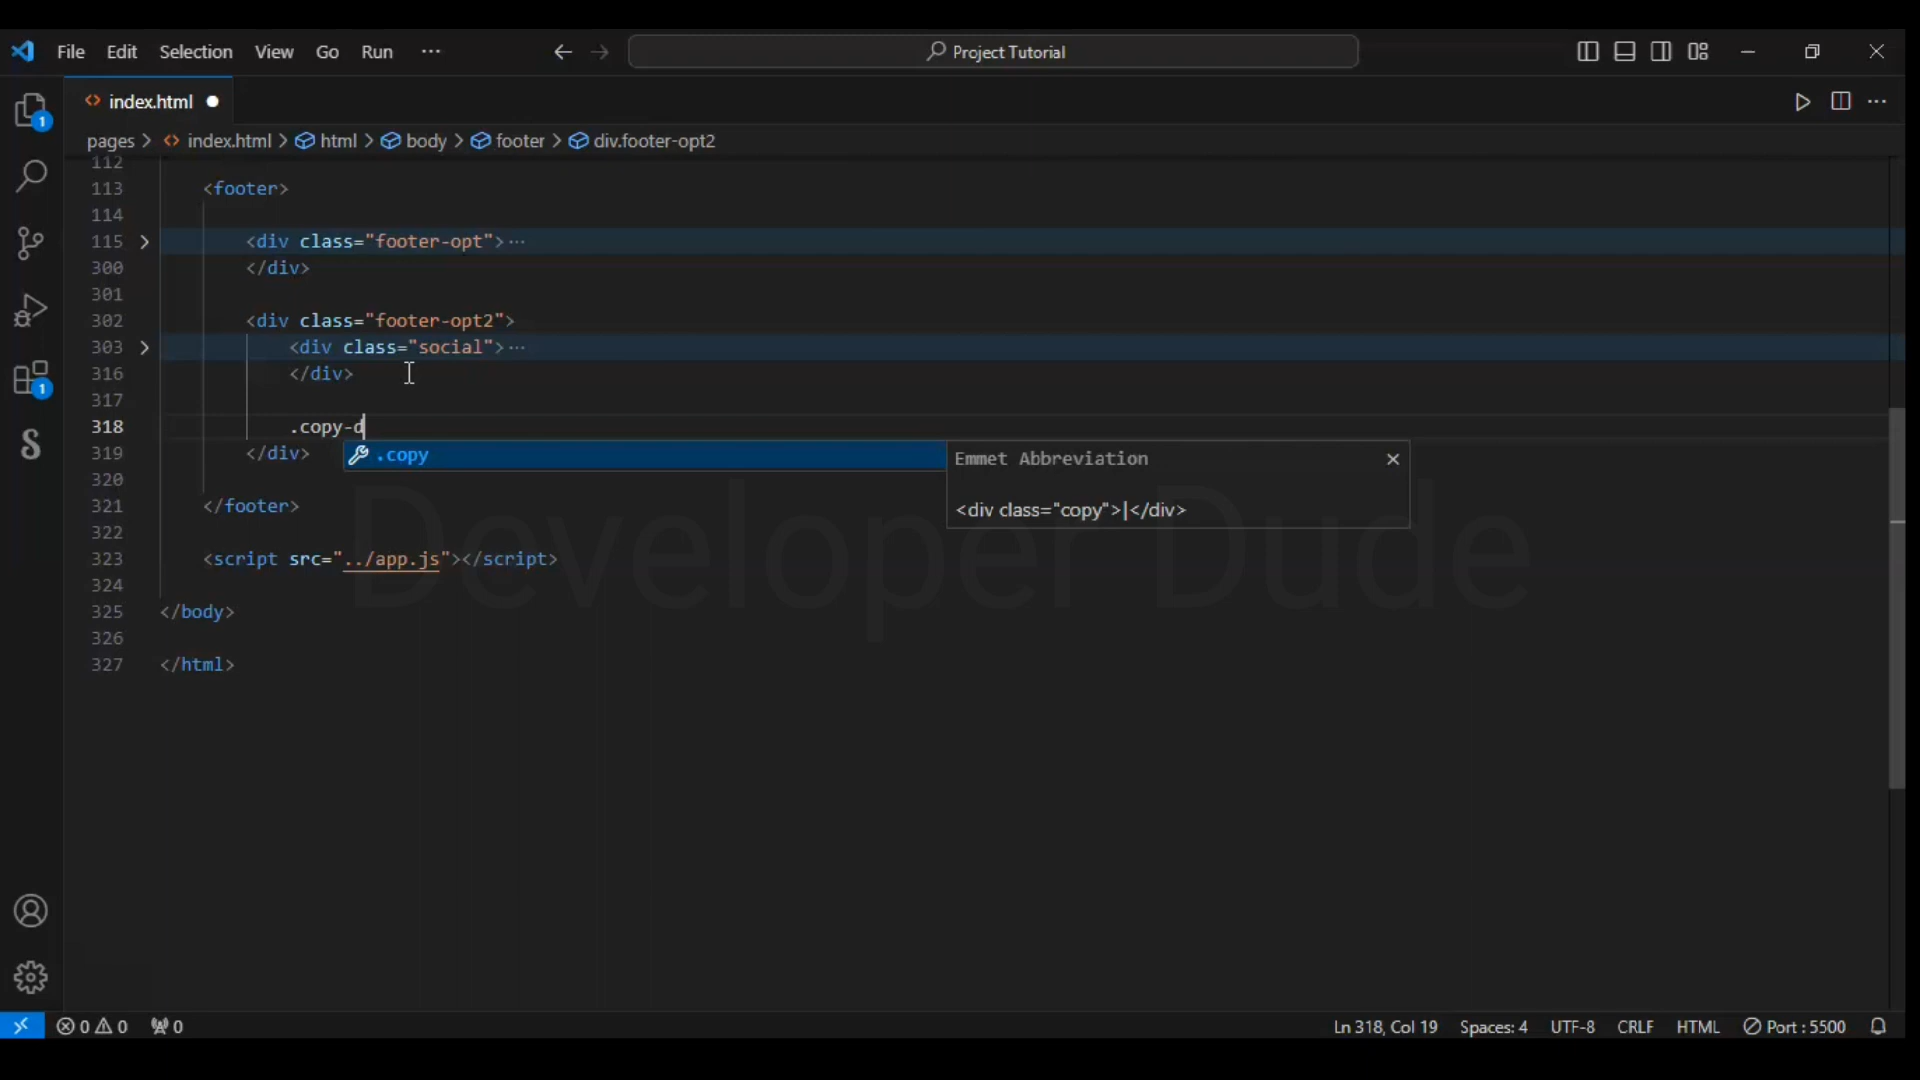 File Edit Selection View Go Run ··· Project Tutorial
index.html
pages > index.html > html > body > footer > div.footer-opt2
1
112
113 <footer>
114
115 <div class="footer-opt">···
300 </div>
301
302 <div class="footer-opt2">
303 <div class="social">···
316 </div>
317
318 .copy-d
319 </div>
.copy
Emmet Abbreviation
<div class="copy">|</div>
1
320
321 </footer>
322
323 <script src="../app.js"></script>
324
325 </body>
326
327 </html>
Developer Dude
0 0 0 Ln 318, Col 19 Spaces: 4 UTF-8 CRLF HTML Port : 5500